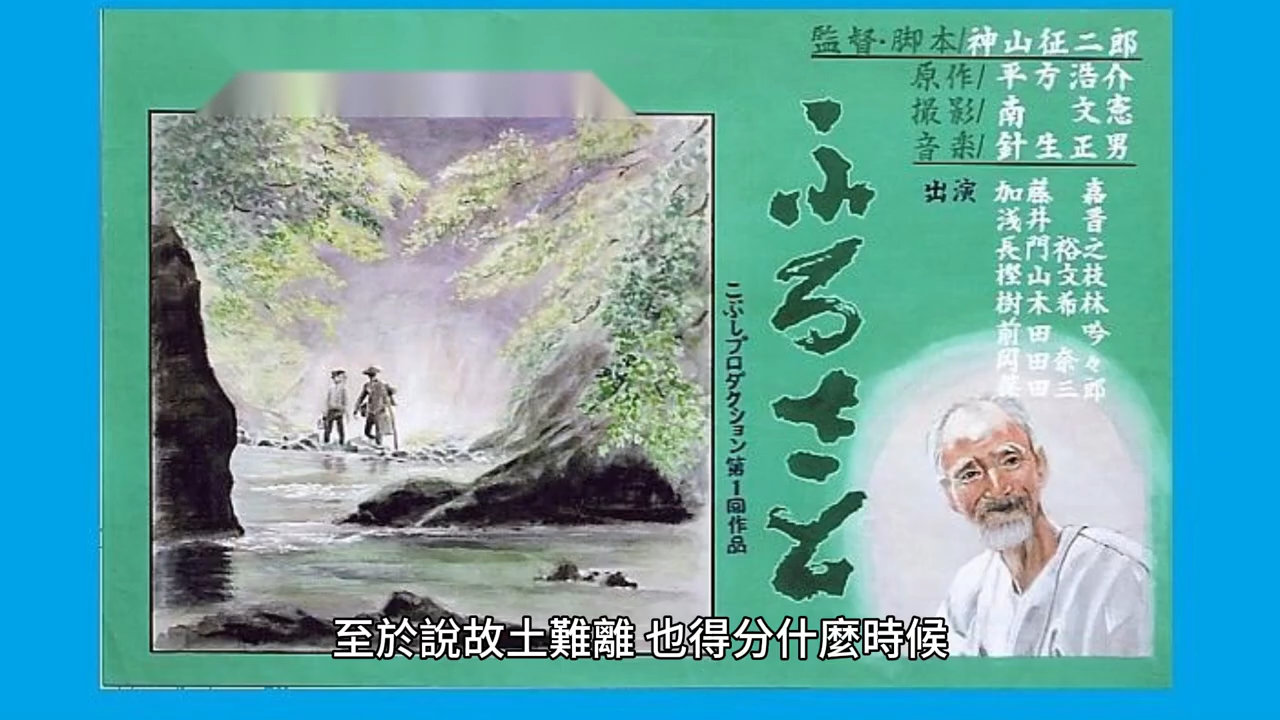 監督・脚本/神山征二郎
原作/平方浩介
撮影/南 文憲
音楽/針生正男
出演
加藤 嘉
浅井 晋
長門裕之
樫山文枝
樹木希林
前田 吟
岡田奈々
篠田三郎
ふるさと
こぶしプロダクション第1回作品
至於說故土難離 也得分什麼時候